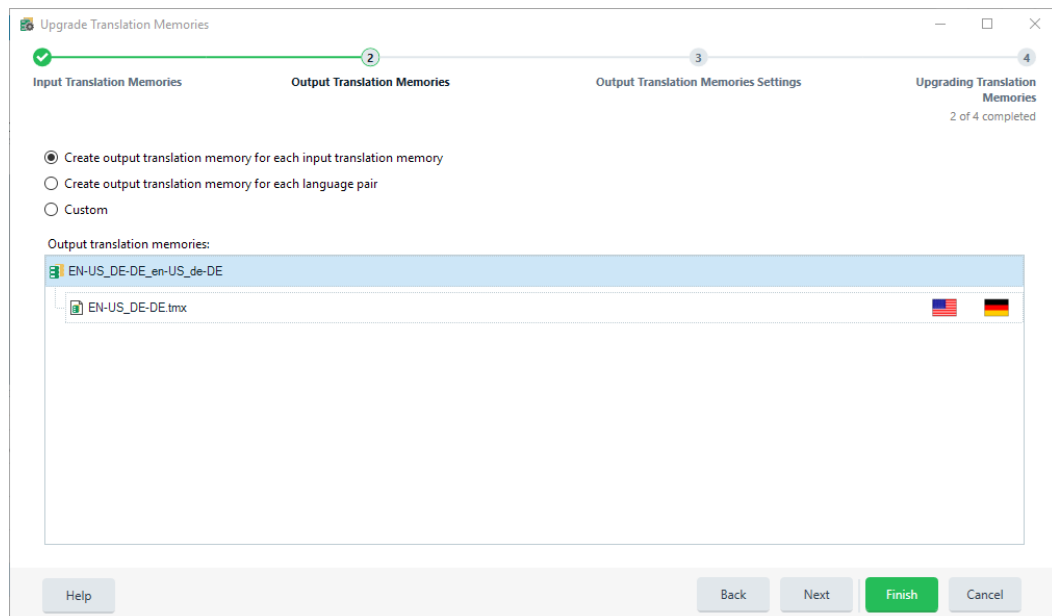 Upgrade Translation Memories
2
3
4
Input Translation Memories
Output Translation Memories
Output Translation Memories Settings
Upgrading Translation
Memories
2 of 4 completed
Create output translation memory for each input translation memory
Create output translation memory for each language pair
Custom
Output translation memories:
EN-US_DE-DE_en-US_de-DE
EN-US_DE-DE.tmx
Help
Back
Next
Finish
Cancel